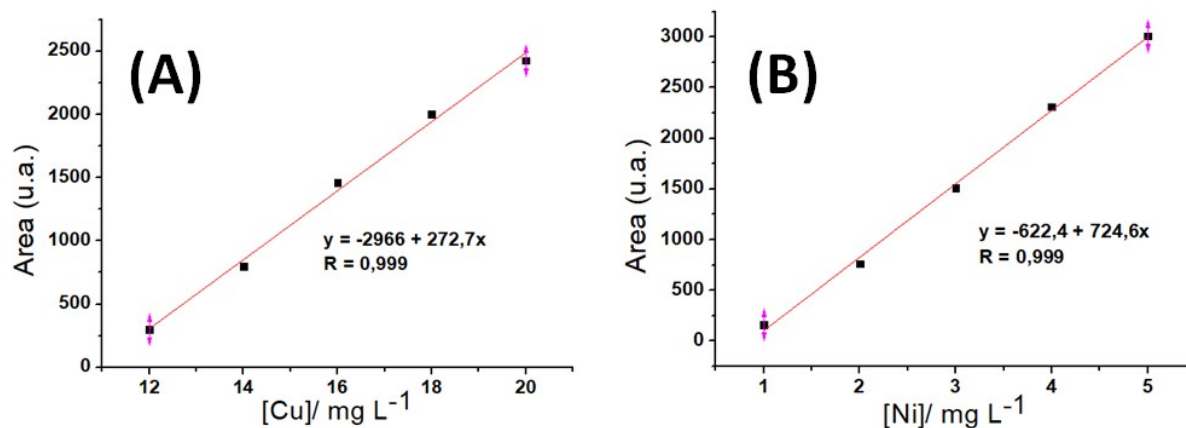 (A)
Area (u.a.)
2500
2000
1500
1000
500
0
y = -2966 + 272,7x
R = 0,999
12 14 16 18 20
[Cu]/ mg L⁻¹
(B)
Area (u.a.)
3000
2500
2000
1500
1000
500
0
y = -622,4 + 724,6x
R = 0,999
1 2 3 4 5
[Ni]/ mg L⁻¹